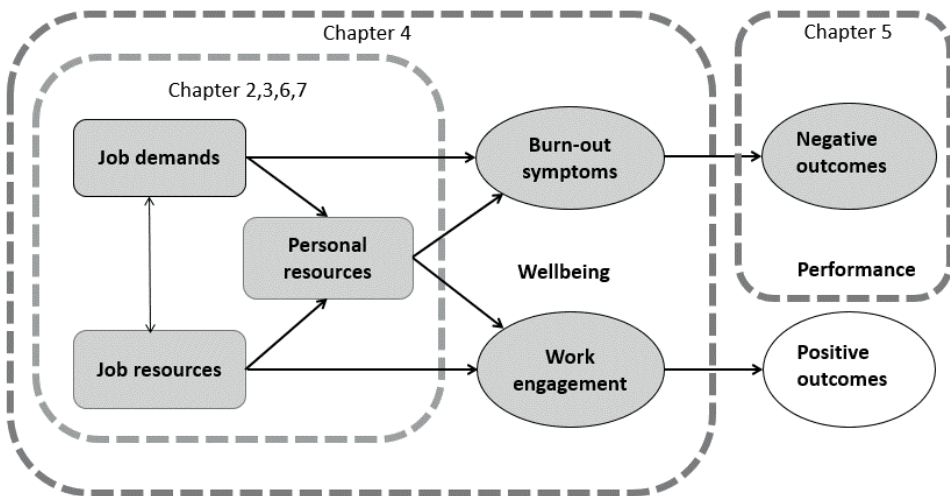 Chapter 4
Chapter 5
Chapter 2,3,6,7
Job demands
Burn-out
symptoms
Negative
outcomes
Personal
resources
Wellbeing
Performance
Job resources
Work
engagement
Positive
outcomes